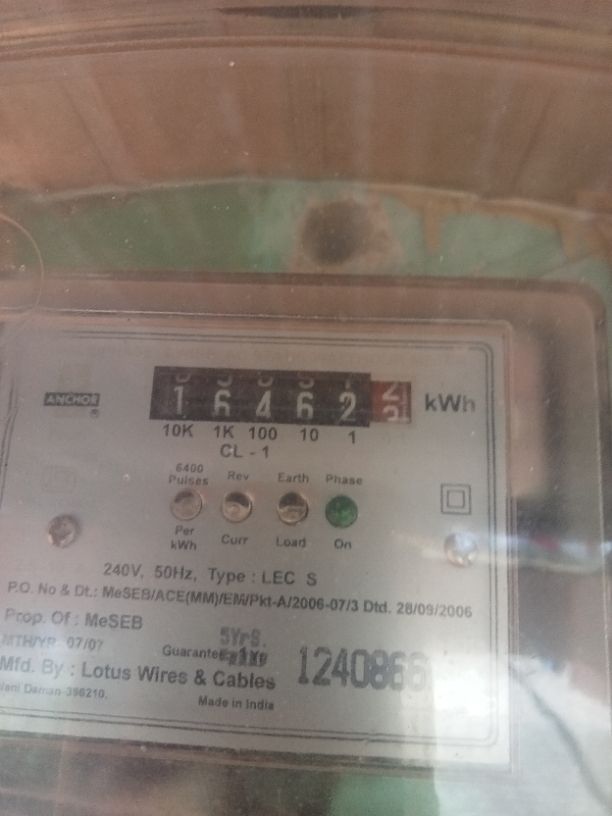 16462
kWh
ANCHOR
®
10K 1K 100 10 1
CL - 1
6400 Pulses Rev Earth Phase
Per kWh Curr Load On
240V, 50Hz, Type : LEC S
P.O. No & Dt.: MeSEB/ACE(MM)/EM/Pkt-A/2006-07/3 Dtd. 28/09/2006
Prop. Of : MeSEB
MTH/YR. 07/07
5Yrs.
Guarantee
Mfd. By : Lotus Wires & Cables
1240866
Daman-396210.
Made in India